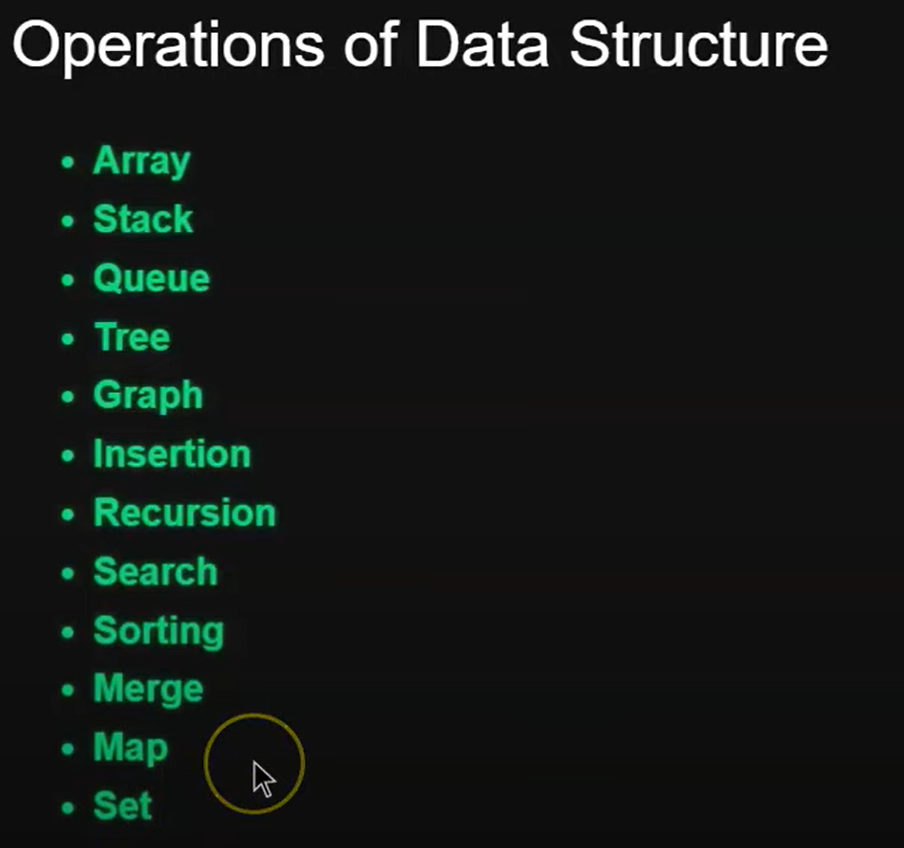 Operations of Data Structure
• Array
• Stack
• Queue
• Tree
• Graph
• Insertion
• Recursion
• Search
• Sorting
• Merge
• Map
• Set